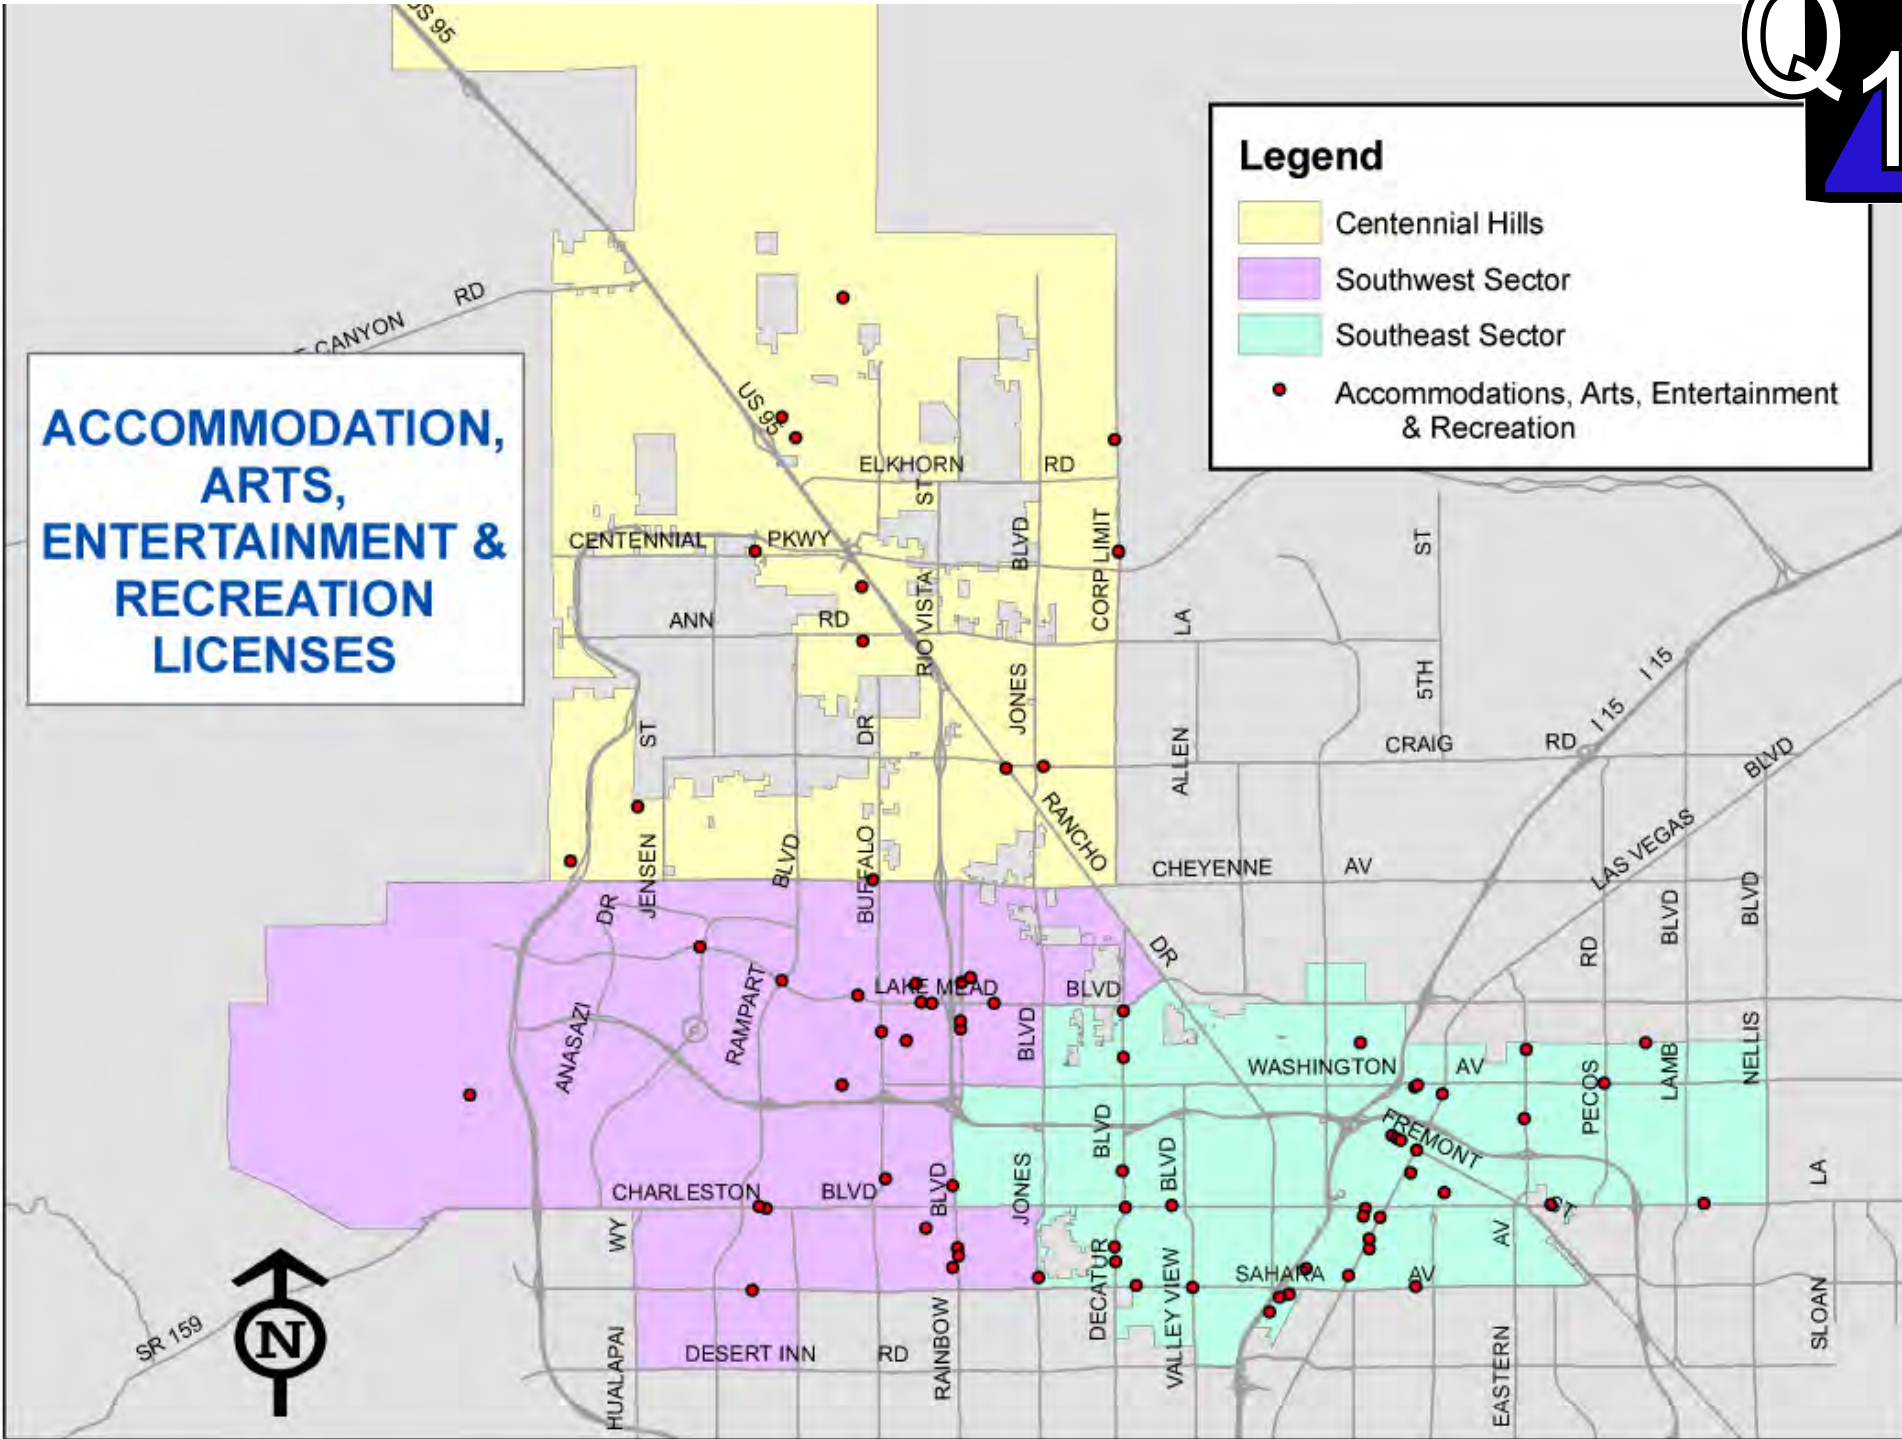 US 95
Q1
Legend
Centennial Hills
Southwest Sector
Southeast Sector
Accommodations, Arts, Entertainment
& Recreation
CANYON
RD
ACCOMMODATION,
ARTS,
ENTERTAINMENT &
RECREATION
LICENSES
US 95
ELKHORN
RD
ST
CENTENNIAL
PKWY
BLVD
CORP LIMIT
ST
ANN
RD
RIO VISTA
LA
5TH
I 15
I 15
JONES
ST
DR
ALLEN
CRAIG
RD
BLVD
RANCHO
JENSEN
BLVD
BUFFALO
CHEYENNE
AV
LAS VEGAS
BLVD
BLVD
DR
DR
RD
RAMPART
LAKE MEAD
BLVD
ANASAZI
BLVD
WASHINGTON
AV
PECOS
LAMB
NELLIS
BLVD
FREMONT
CHARLESTON
BLVD
BLVD
JONES
BLVD
ST
LA
WY
DECATUR
VALLEY VIEW
SAHARA
AV
AV
SLOAN
SR 159
N
HUALAPAI
DESERT INN
RD
RAINBOW
EASTERN